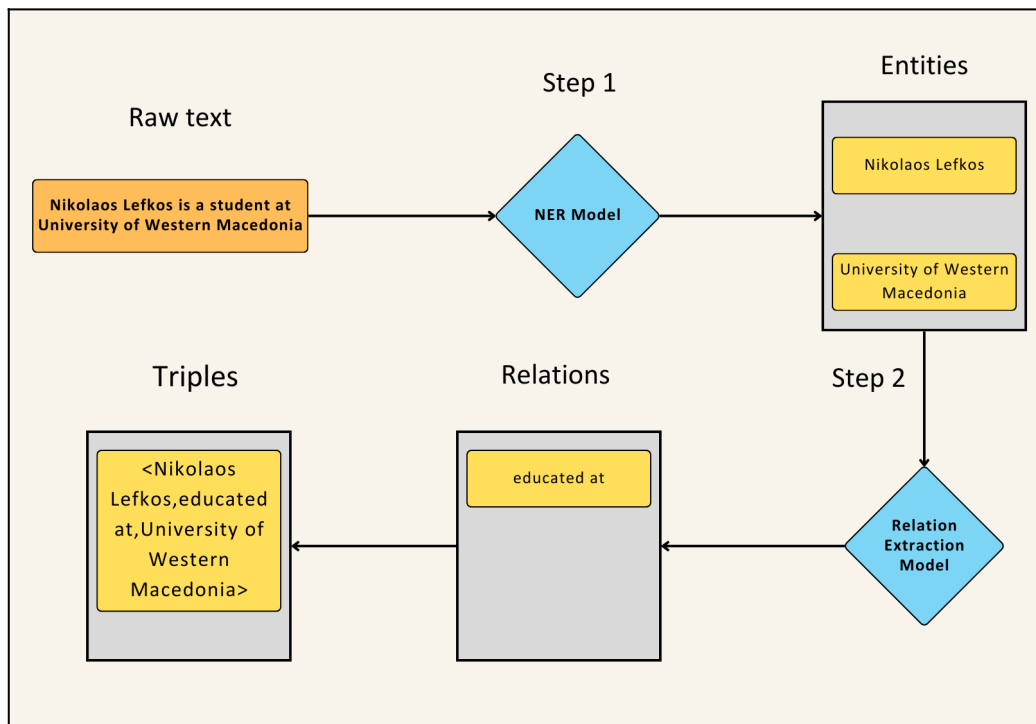 Raw text
Nikolaos Lefkos is a student at
University of Western Macedonia
Step 1
NER Model
Entities
Nikolaos Lefkos
University of Western
Macedonia
Step 2
Relation
Extraction
Model
Relations
educated at
Triples
<Nikolaos
Lefkos,educated
at,University of
Western
Macedonia>